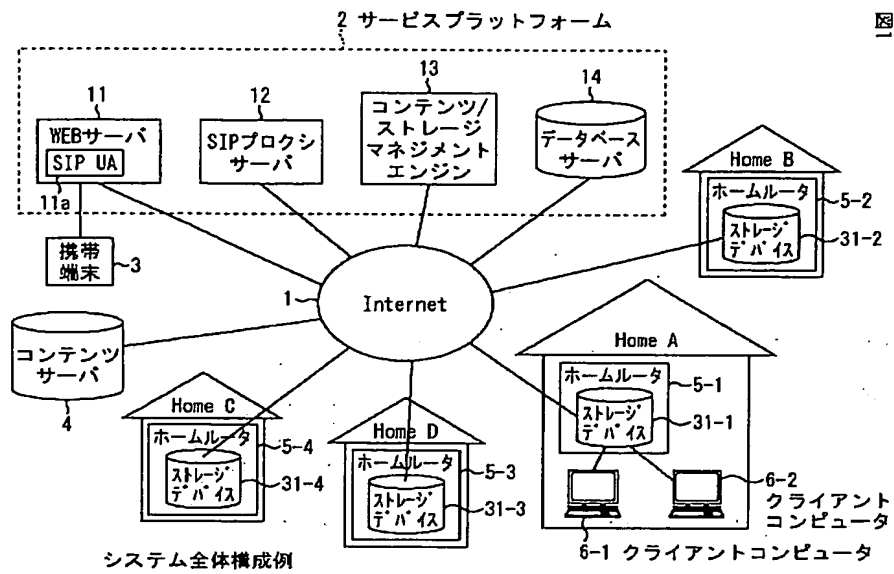 図1
2 サービスプラットフォーム
11
WEBサーバ
SIP UA
11a
12
SIPプロクシ
サーバ
13
コンテンツ/
ストレージ
マネジメント
エンジン
14
データベース
サーバ
携帯
端末
3
1
Internet
コンテンツ
サーバ
4
Home B
ホームルータ
5-2
ストレージ
デバイス
31-2
Home A
ホームルータ
5-1
ストレージ
デバイス
31-1
6-2
クライアント
コンピュータ
6-1 クライアントコンピュータ
Home C
ホームルータ
5-4
ストレージ
デバイス
31-4
Home D
ホームルータ
5-3
ストレージ
デバイス
31-3
システム全体構成例